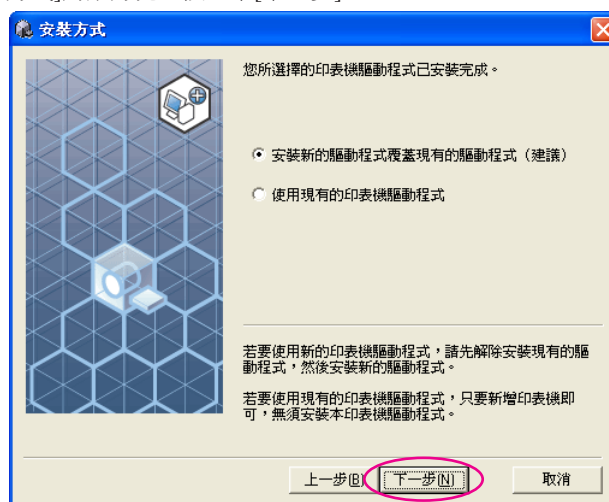 安裝方式
您所選擇的印表機驅動程式已安裝完成。
安裝新的驅動程式覆蓋現有的驅動程式（建議）
使用現有的印表機驅動程式
若要使用新的印表機驅動程式，請先解除安裝現有的驅
動程式，然後安裝新的驅動程式。
若要使用現有的印表機驅動程式，只要新增印表機即
可，無須安裝本印表機驅動程式。
上一步(B) 下一步(N) 取消